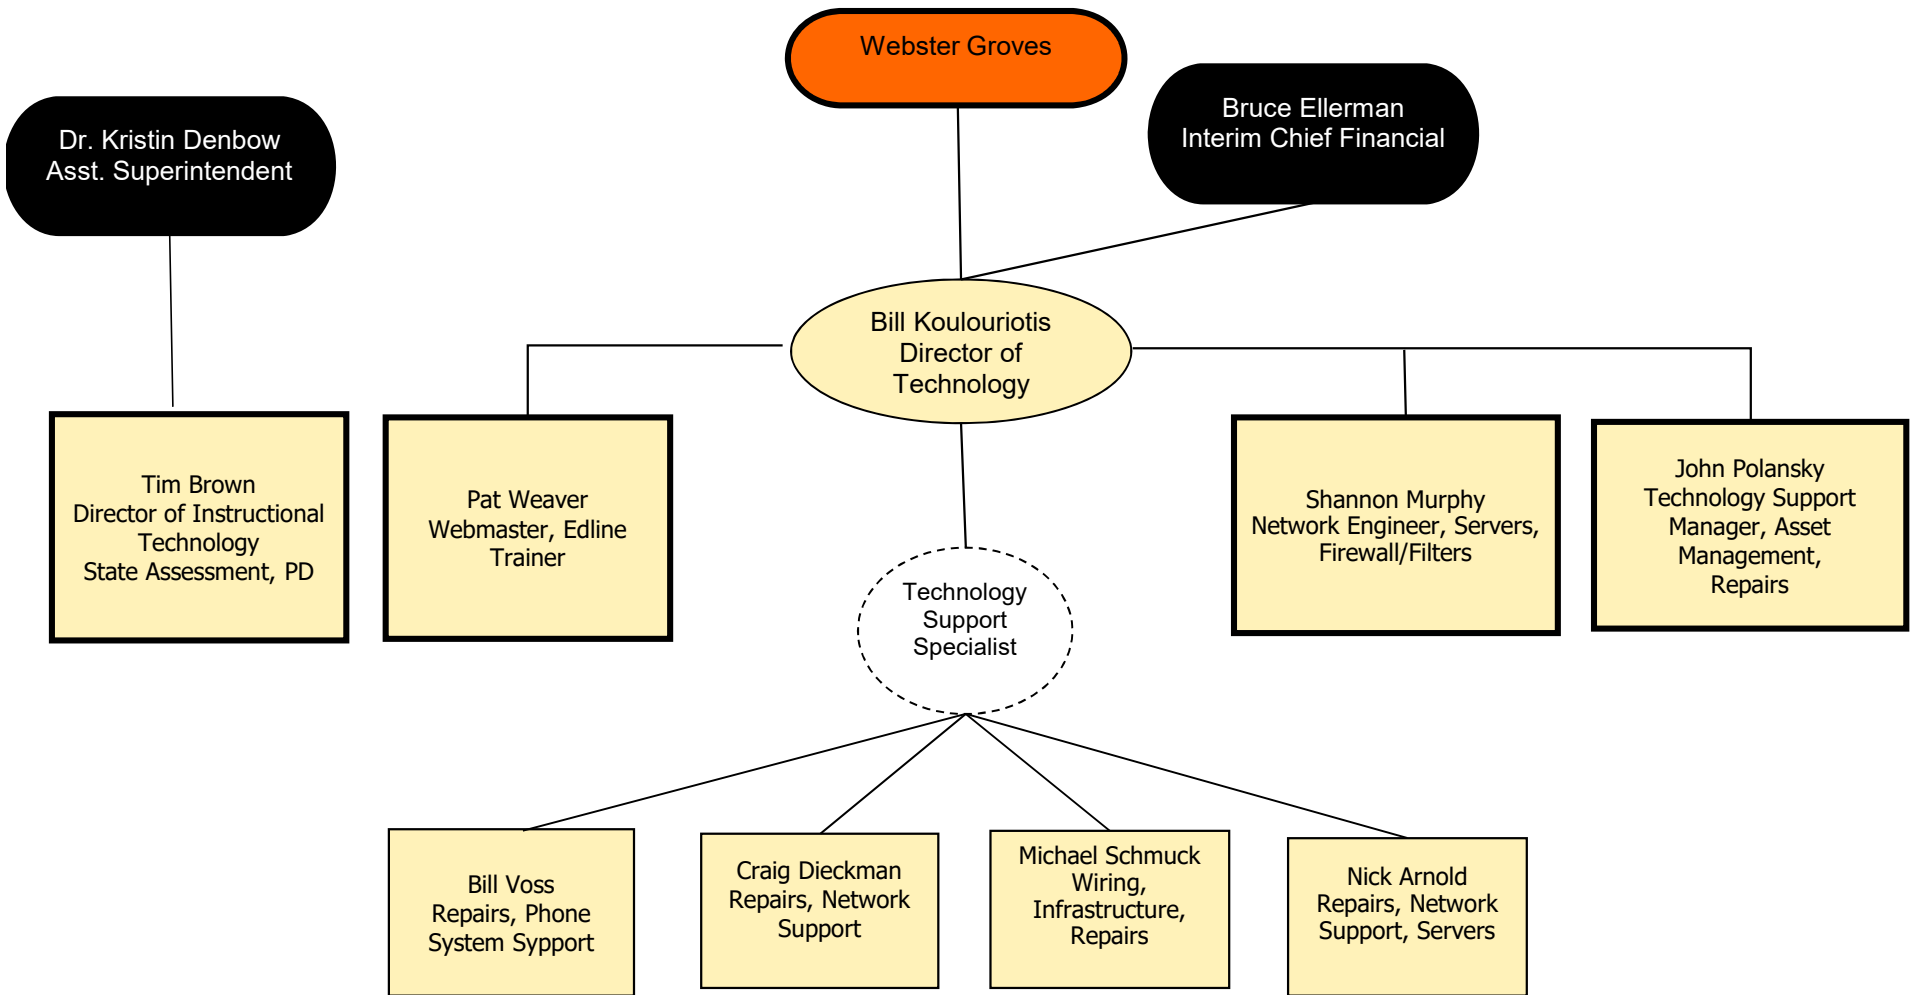 Webster Groves
Bruce Ellerman
Interim Chief Financial
Dr. Kristin Denbow
Asst. Superintendent
Bill Koulouriotis
Director of
Technology
Tim Brown
Director of Instructional
Technology
State Assessment, PD
Pat Weaver
Webmaster, Edline
Trainer
Shannon Murphy
Network Engineer, Servers,
Firewall/Filters
John Polansky
Technology Support
Manager, Asset
Management,
Repairs
Technology
Support
Specialist
Bill Voss
Repairs, Phone
System Sypport
Craig Dieckman
Repairs, Network
Support
Michael Schmuck
Wiring,
Infrastructure,
Repairs
Nick Arnold
Repairs, Network
Support, Servers